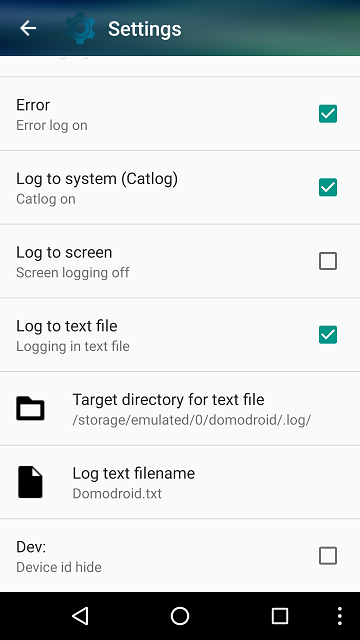 Settings
Error
Error log on
Log to system (Catlog)
Catlog on
Log to screen
Screen logging off
Log to text file
Logging in text file
Target directory for text file
/storage/emulated/0/domodroid/.log/
Log text filename
Domodroid.txt
Dev:
Device id hide